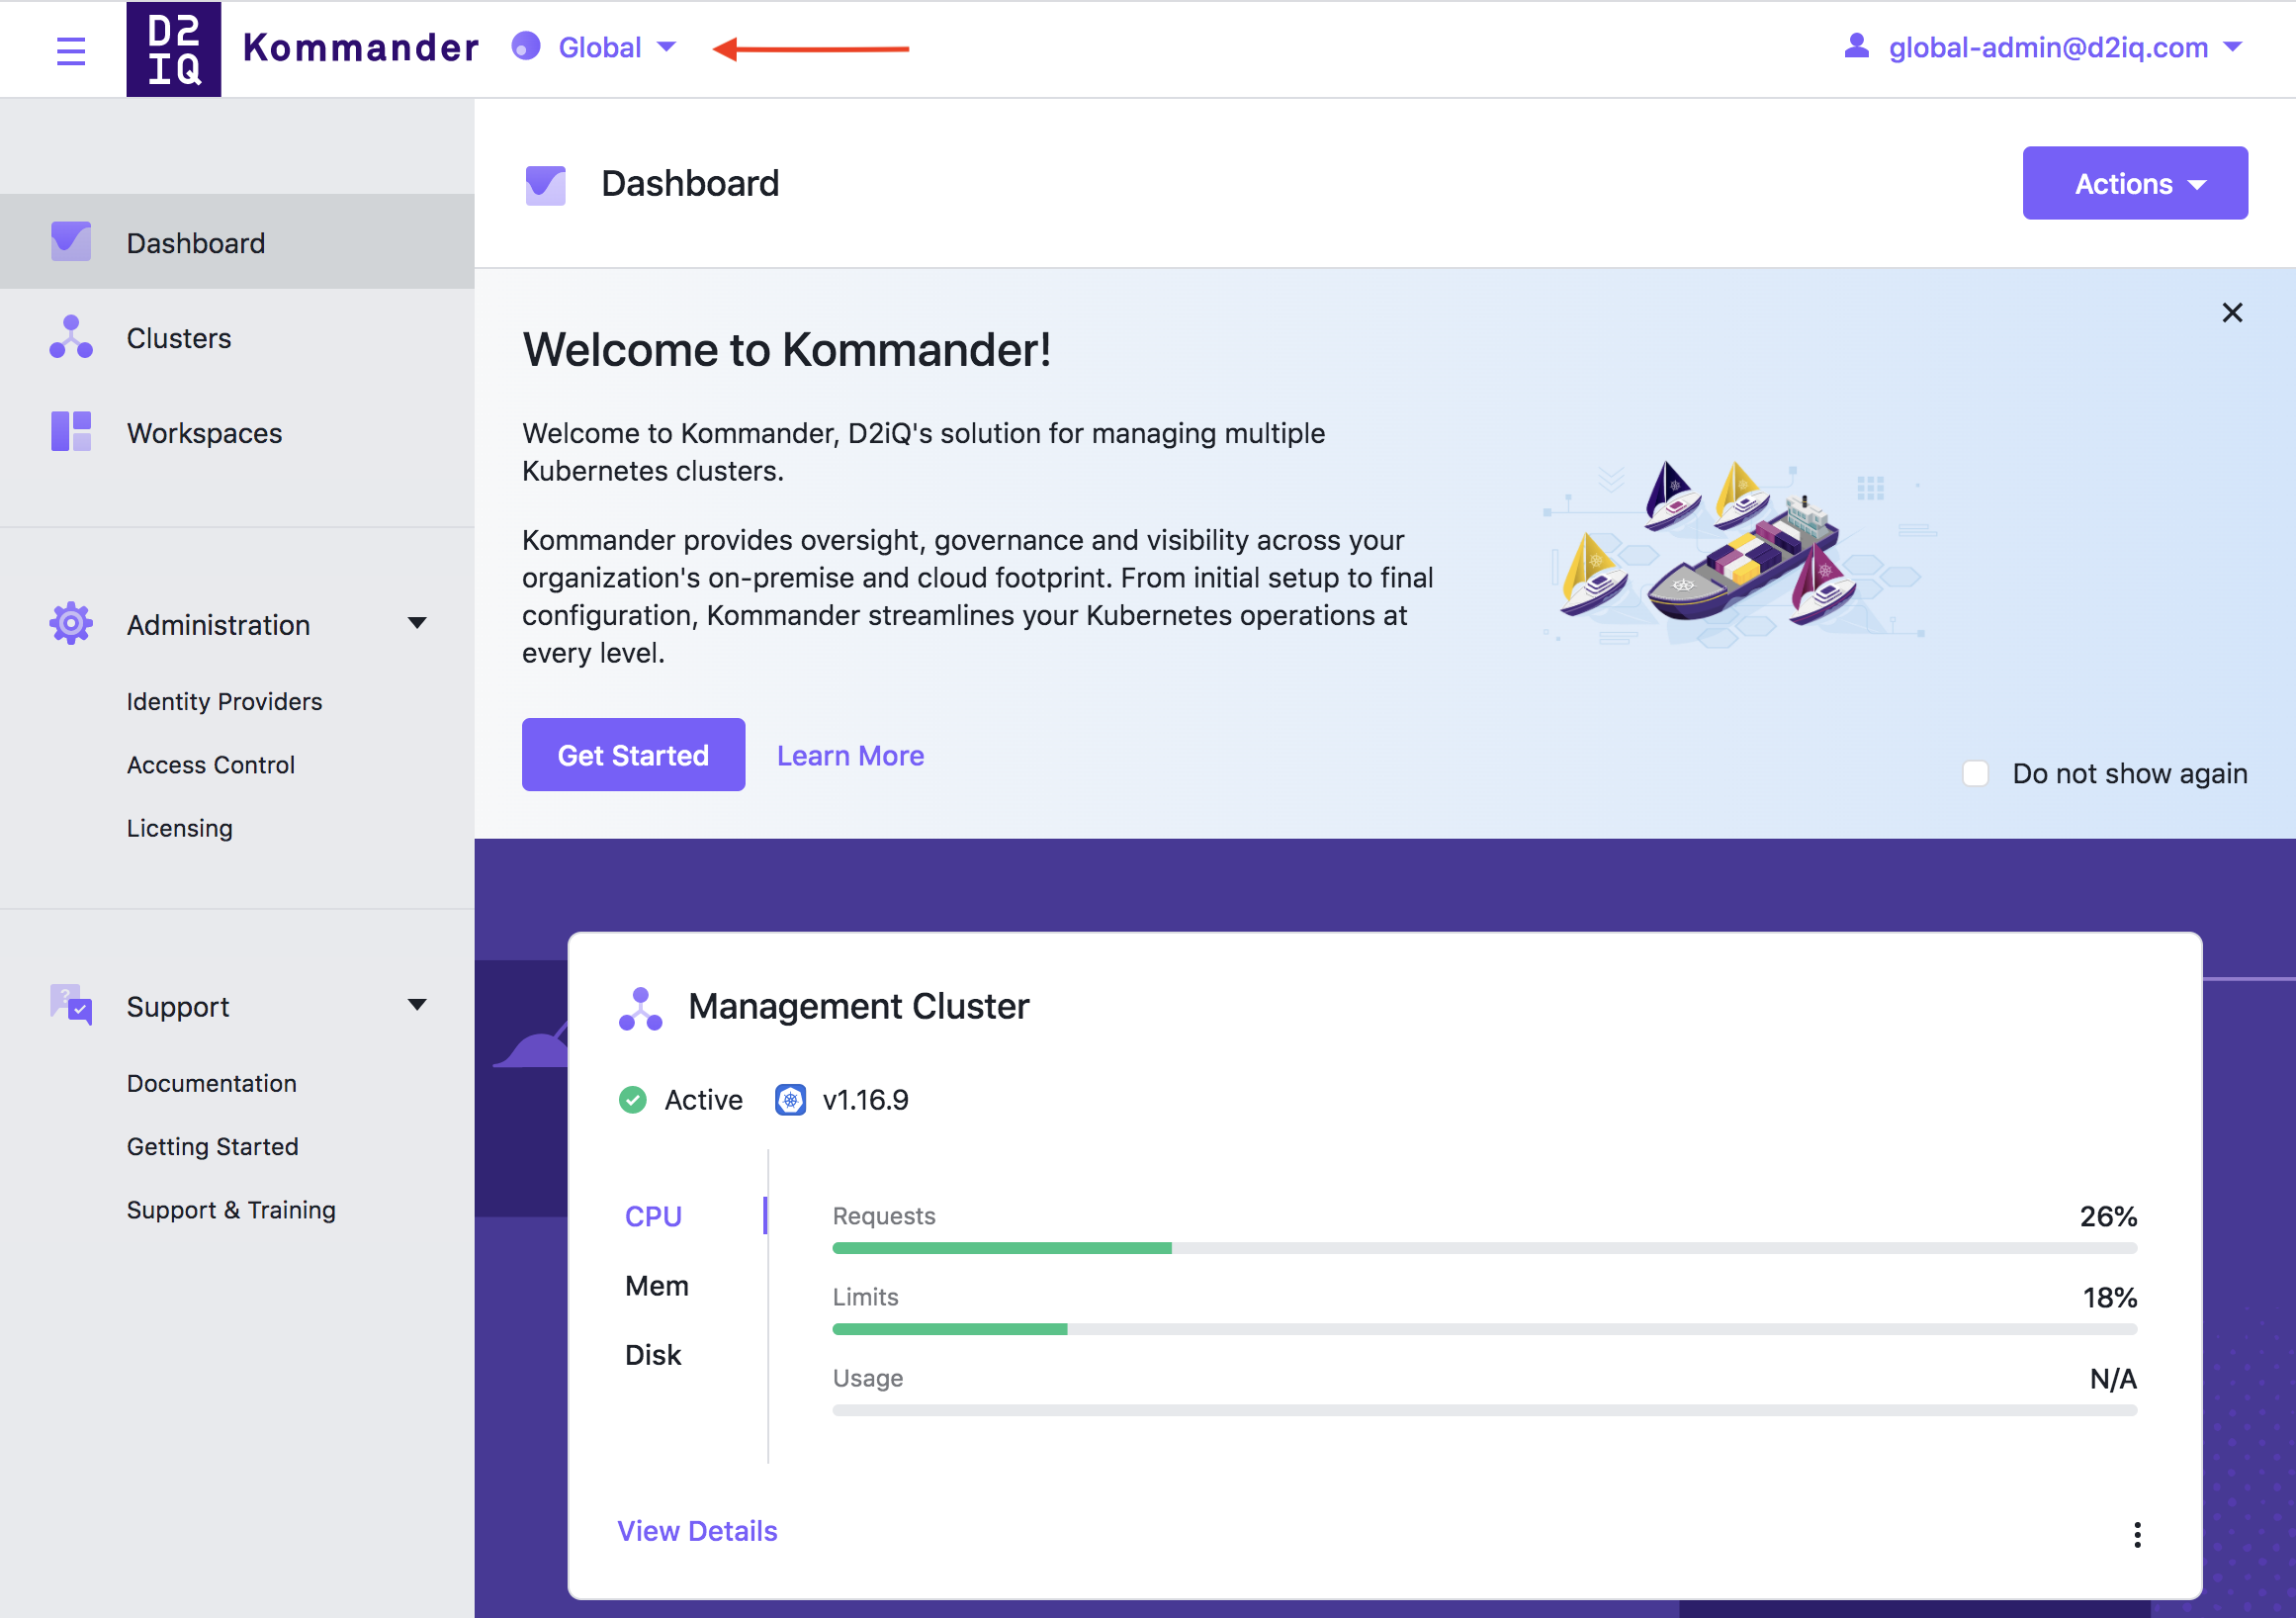 D2
IQ
Kommander
Global
global-admin@d2iq.com
Dashboard
Clusters
Workspaces
Administration
Identity Providers
Access Control
Licensing
Support
Documentation
Getting Started
Support & Training
Dashboard
Actions
Welcome to Kommander!
Welcome to Kommander, D2iQ's solution for managing multiple
Kubernetes clusters.
Kommander provides oversight, governance and visibility across your
organization's on-premise and cloud footprint. From initial setup to final
configuration, Kommander streamlines your Kubernetes operations at
every level.
Get Started
Learn More
Do not show again
Management Cluster
Active
v1.16.9
CPU
Mem
Disk
Requests
26%
Limits
18%
Usage
N/A
View Details